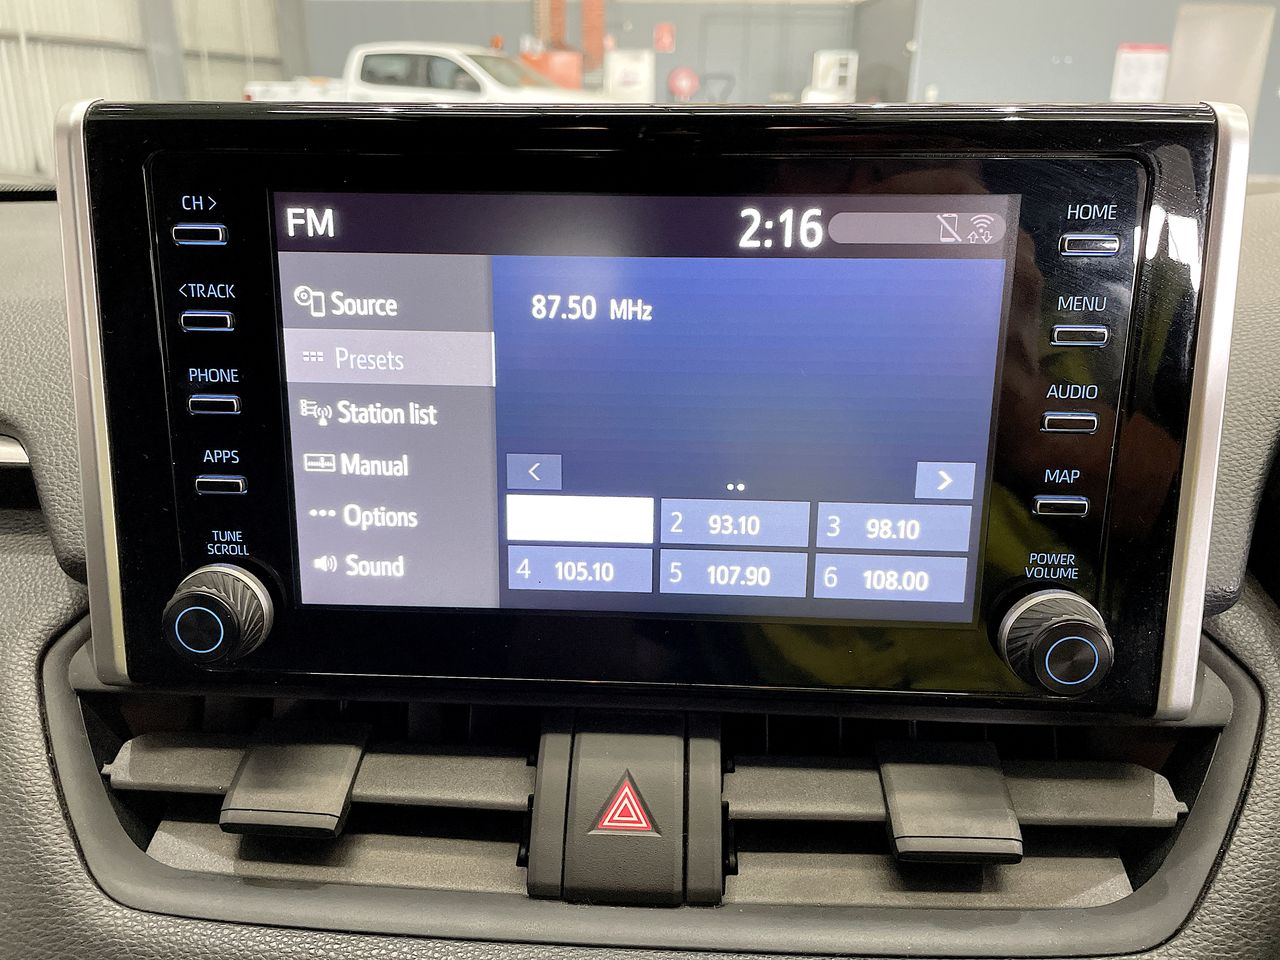 CH >
<TRACK
PHONE
APPS
TUNE
SCROLL
FM
2:16
Source
Presets
Station list
Manual
Options
Sound
87.50 MHz
<
>
2 93.10
3 98.10
4 105.10
5 107.90
6 108.00
HOME
MENU
AUDIO
MAP
POWER
VOLUME